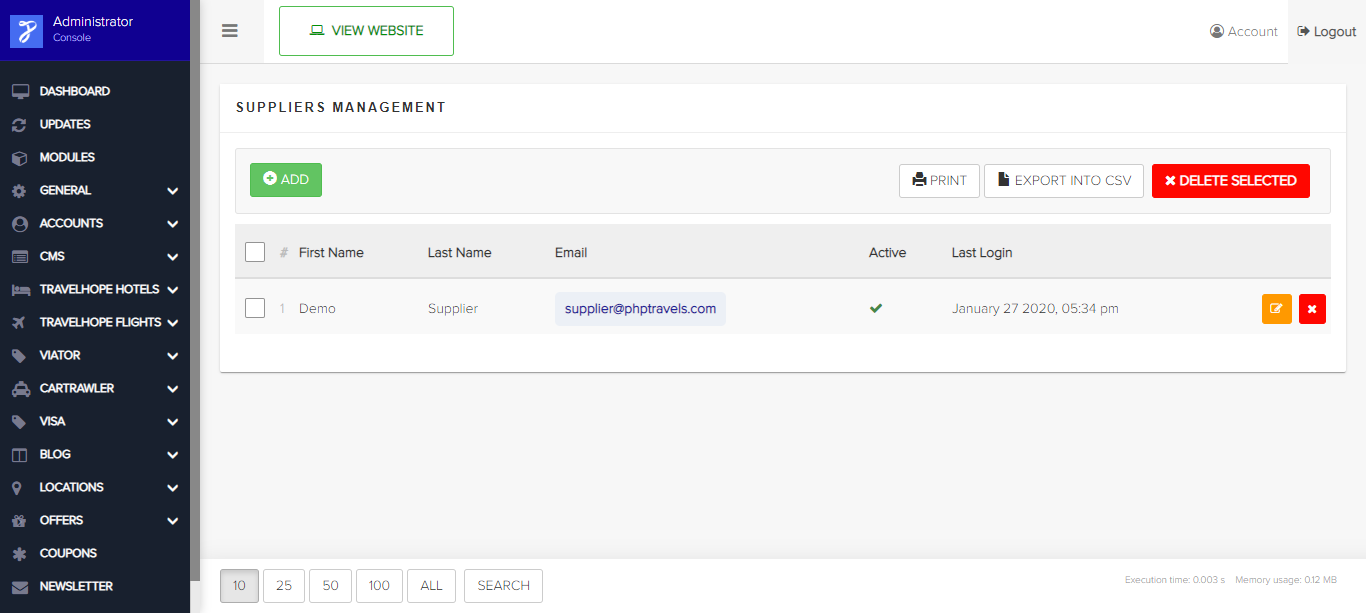 Administrator
Console
DASHBOARD
UPDATES
MODULES
GENERAL
ACCOUNTS
CMS
TRAVELHOPE HOTELS
TRAVELHOPE FLIGHTS
VIATOR
CARTRAWLER
VISA
BLOG
LOCATIONS
OFFERS
COUPONS
NEWSLETTER
VIEW WEBSITE
Account
Logout
SUPPLIERS MANAGEMENT
ADD
PRINT
EXPORT INTO CSV
DELETE SELECTED
# First Name Last Name Email Active Last Login
1 Demo Supplier supplier@phptravels.com January 27 2020, 05:34 pm
10 25 50 100 ALL SEARCH
Execution time: 0.003 s Memory usage: 0.12 MB